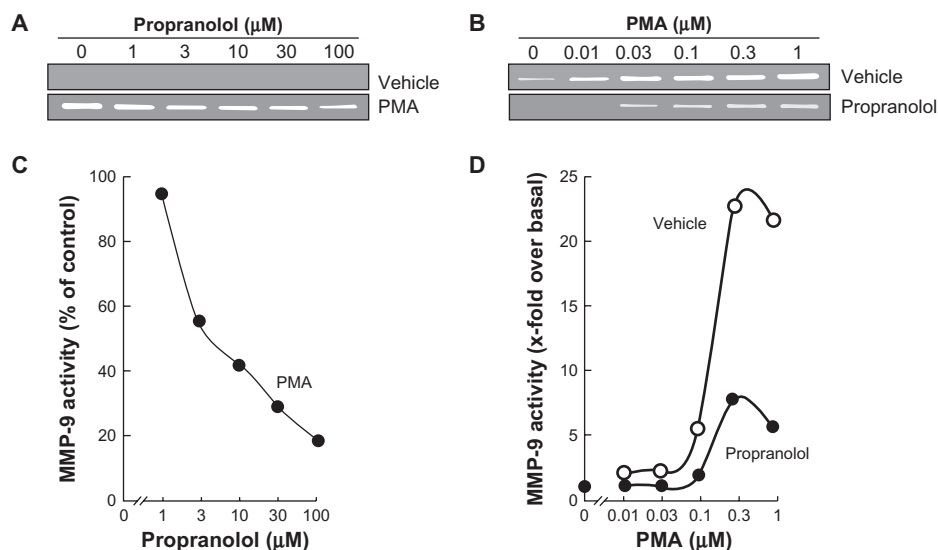 A
Propranolol (μM)
0 1 3 10 30 100
Vehicle
PMA
B
PMA (μM)
0 0.01 0.03 0.1 0.3 1
Vehicle
Propranolol
C
MMP-9 activity (% of control)
100
80
60
40
20
0
PMA
0 1 3 10 30 100
Propranolol (μM)
D
MMP-9 activity (x-fold over basal)
25
20
15
10
5
0
Vehicle
Propranolol
0 0.01 0.03 0.1 0.3 1
PMA (μM)